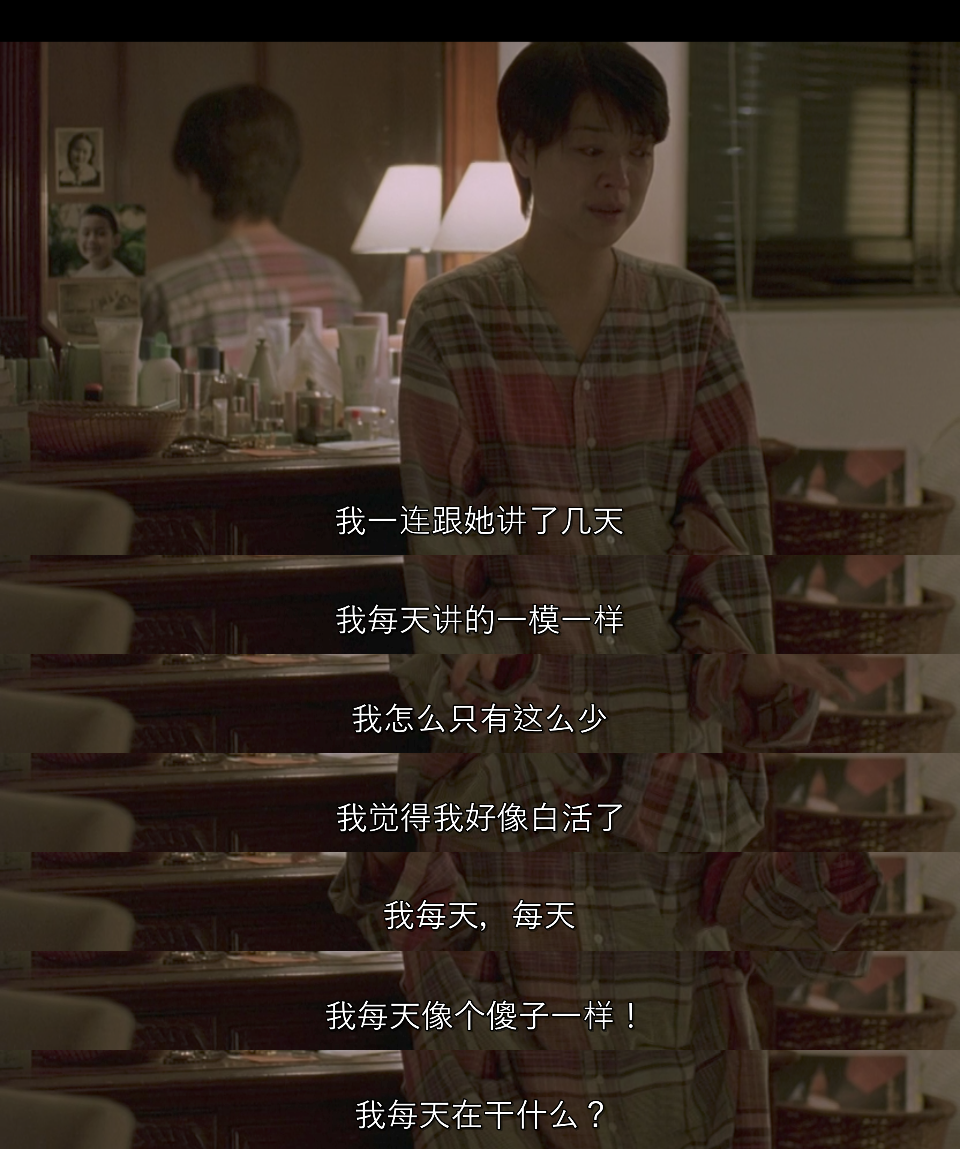 我一连跟她讲了几天
我每天讲的一模一样
我怎么只有这么少
我觉得我好像白活了
我每天，每天
我每天像个傻子一样！
我每天在干什么？